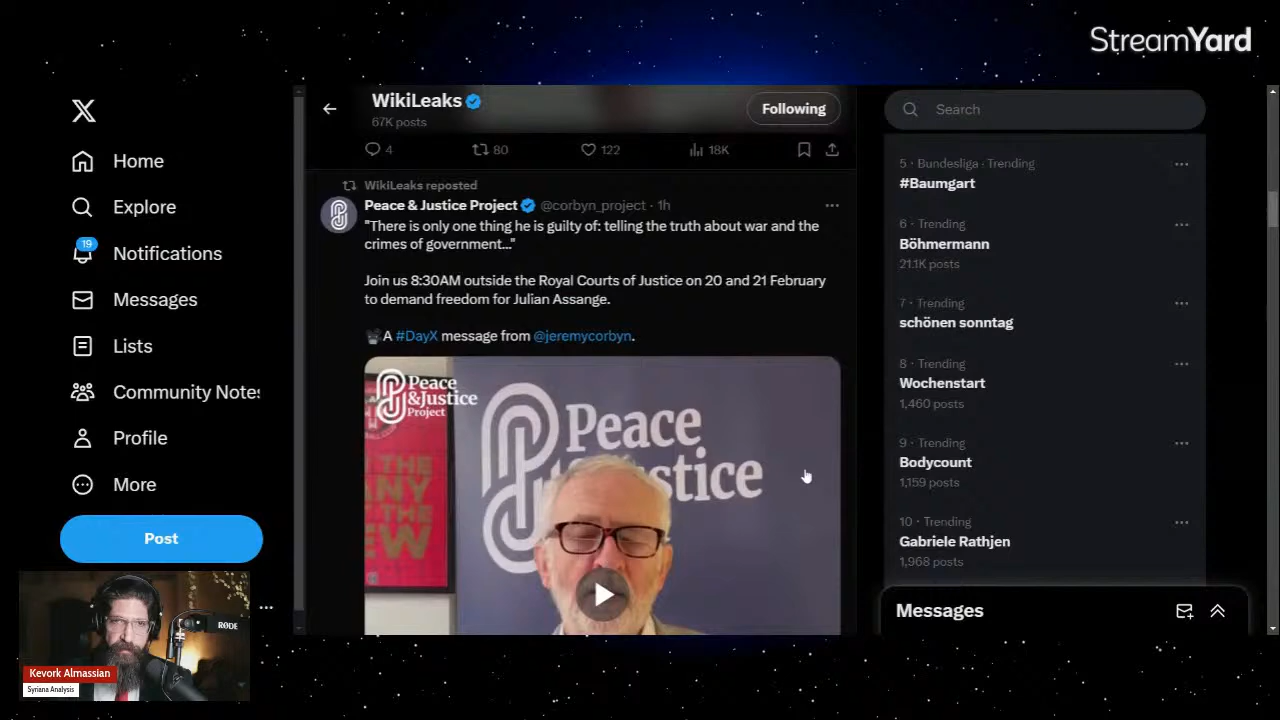 StreamYard
Home
Explore
19
Notifications
Messages
Lists
Community Notes
Profile
More
Post
RØDE
Kevork Almassian
Syriana Analysis
WikiLeaks
67K posts
Following
4
80
122
18K
WikiLeaks reposted
Peace & Justice Project @corbyn_project · 1h
"There is only one thing he is guilty of: telling the truth about war and the
crimes of government..."
Join us 8:30AM outside the Royal Courts of Justice on 20 and 21 February
to demand freedom for Julian Assange.
A #DayX message from @jeremycorbyn.
Peace
&Justice
Project
Peace
Justice
Search
5 · Bundesliga · Trending
#Baumgart
6 · Trending
Böhmermann
21.1K posts
7 · Trending
schönen sonntag
8 · Trending
Wochenstart
1,460 posts
9 · Trending
Bodycount
1,159 posts
10 · Trending
Gabriele Rathjen
1,968 posts
Messages